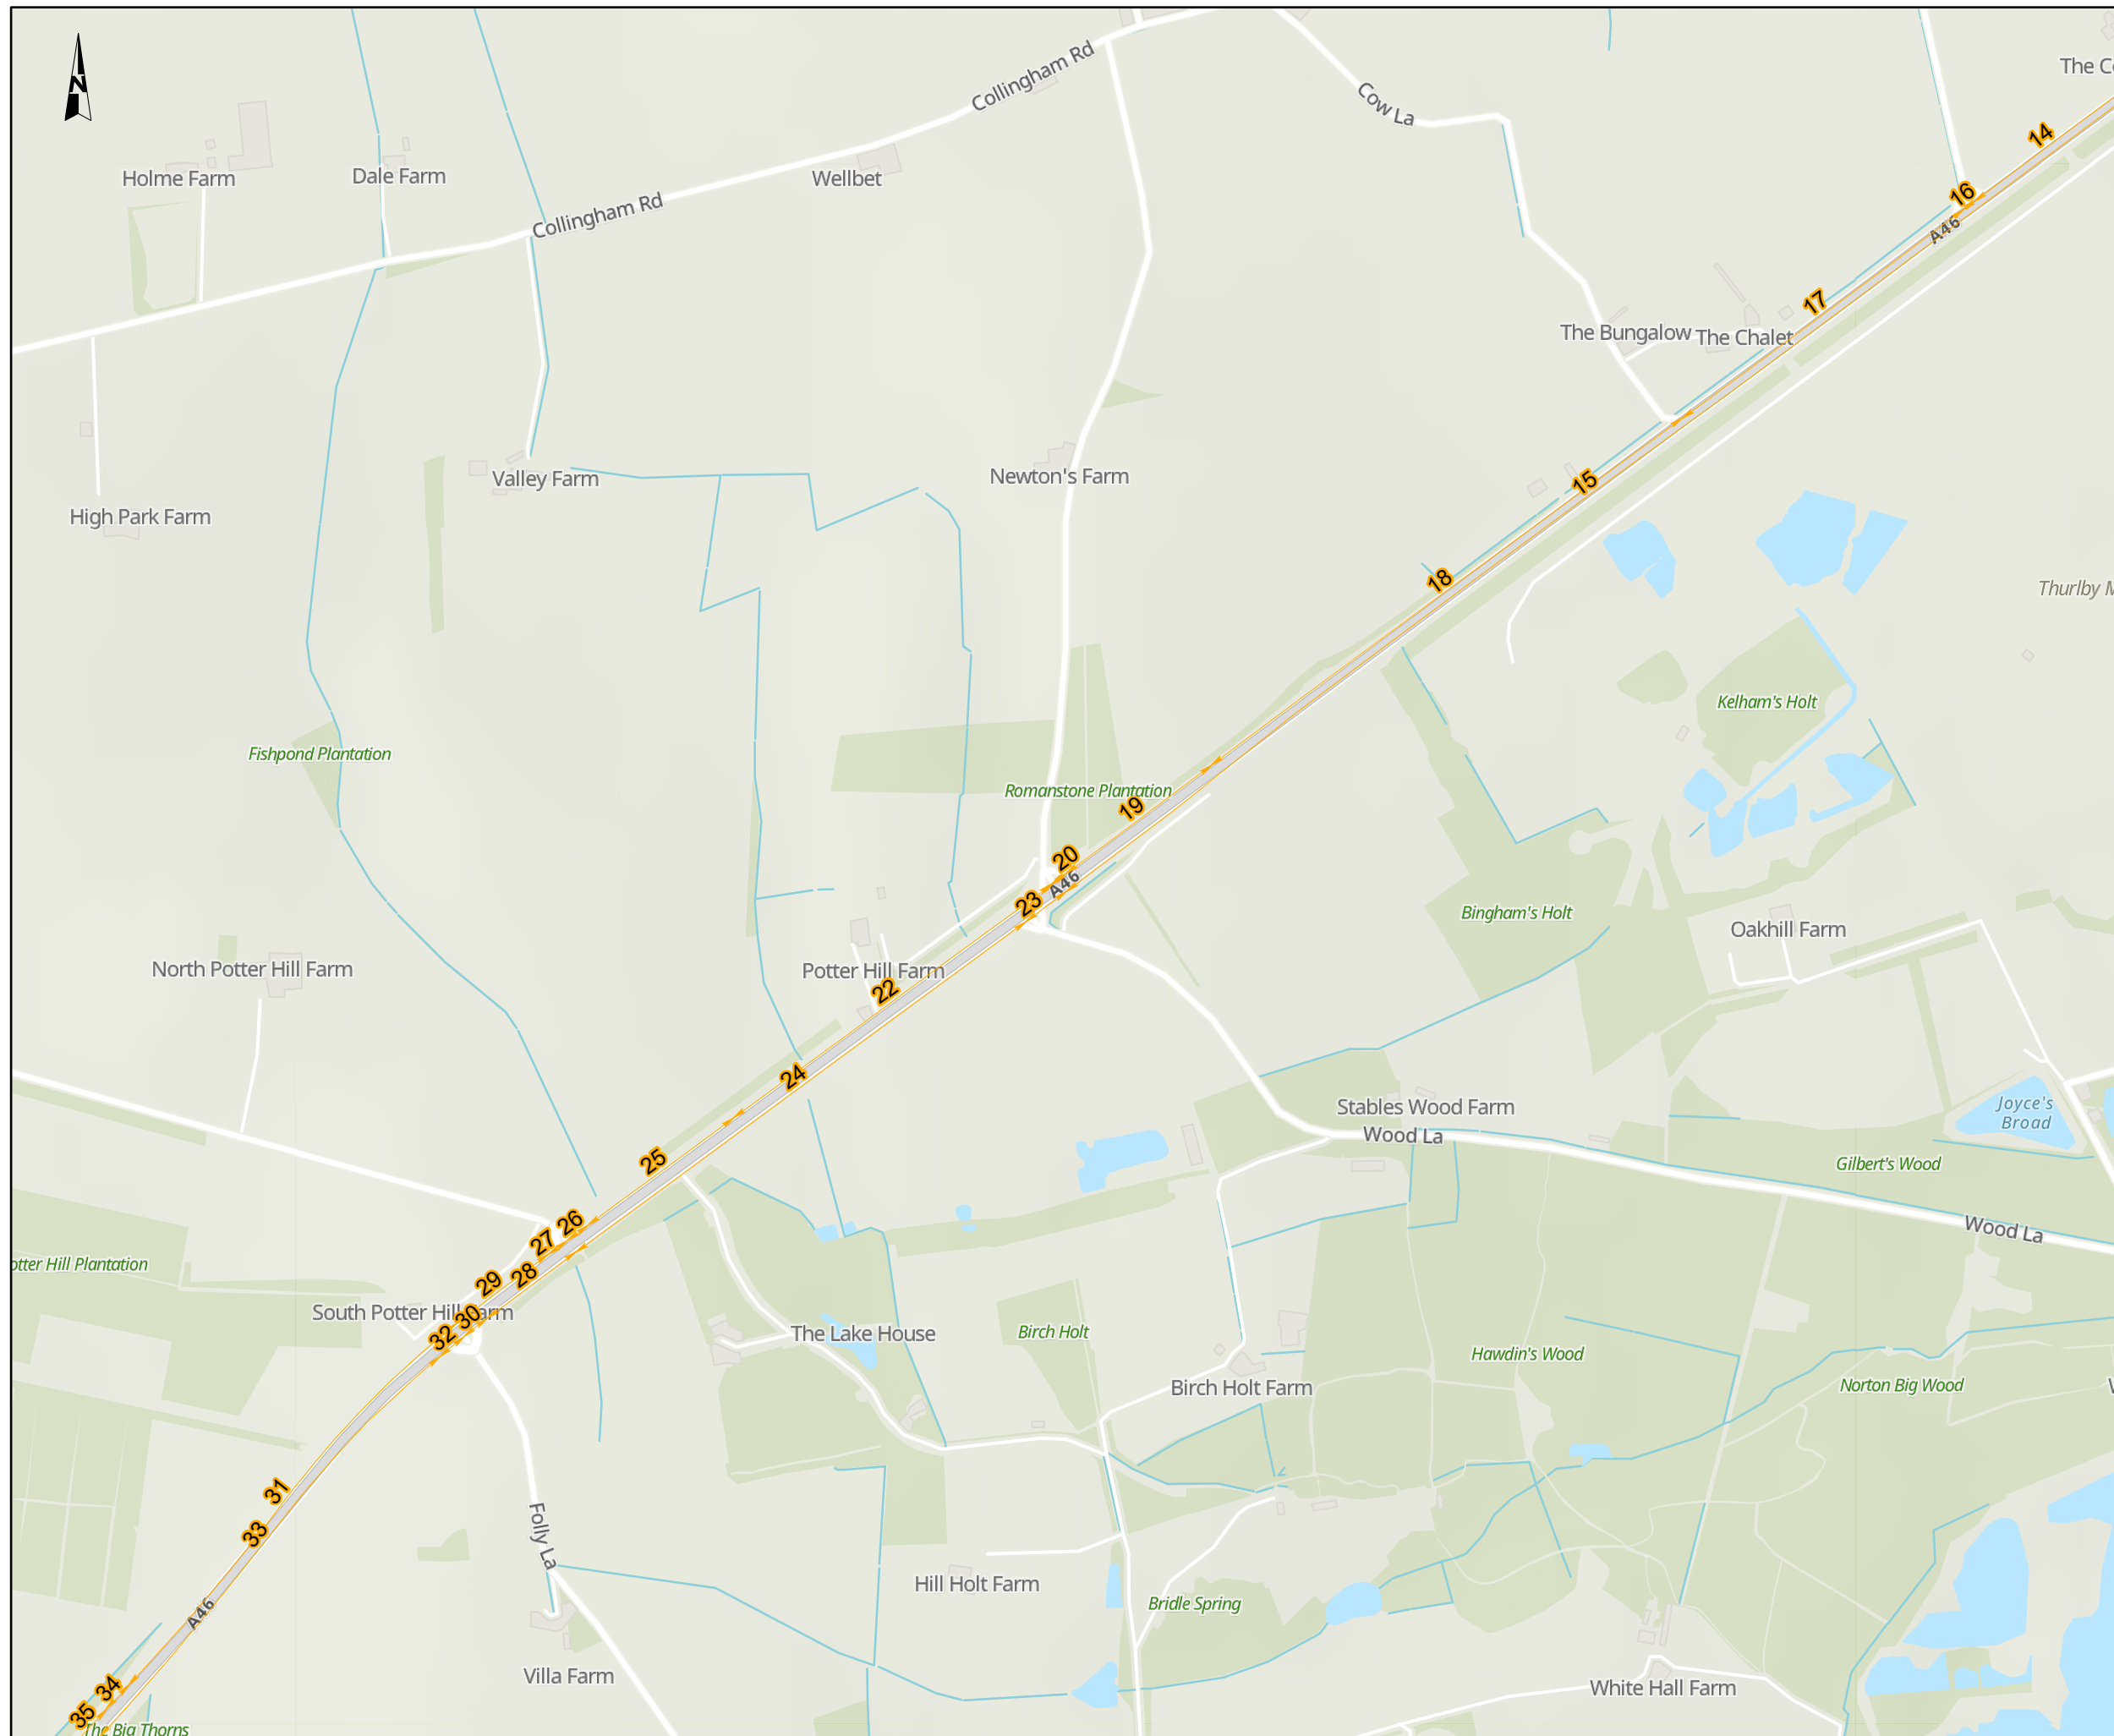 N
Collingham Rd
Cow La
The C
14
Holme Farm
Dale Farm
Wellbet
16
Collingham Rd
A46
17
The Bungalow
The Chalet
Valley Farm
Newton's Farm
15
High Park Farm
18
Thurlby M
Kelham's Holt
Fishpond Plantation
Romanstone Plantation
19
20
A46
23
Bingham's Holt
Oakhill Farm
North Potter Hill Farm
Potter Hill Farm
22
24
Stables Wood Farm
Joyce's
Broad
Wood La
25
Gilbert's Wood
26
27
Wood La
otter Hill Plantation
28
29
South Potter Hill Farm
30
32
The Lake House
Birch Holt
Hawdin's Wood
Birch Holt Farm
Norton Big Wood
31
33
Folly La
Hill Holt Farm
Bridle Spring
A46
Villa Farm
34
White Hall Farm
35
The Big Thorns